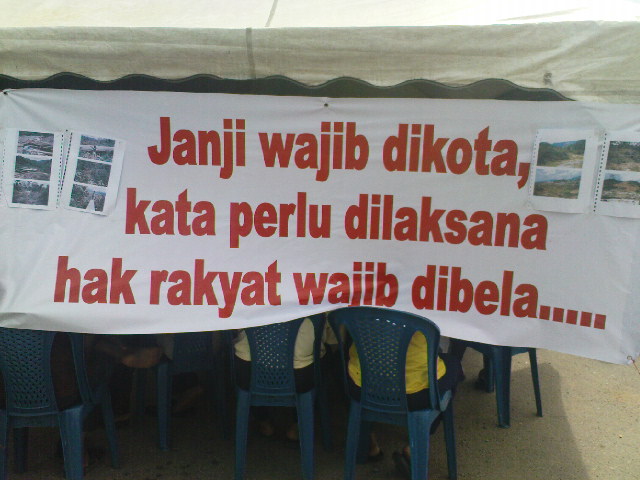 Janji wajib dikota,
kata perlu dilaksana
hak rakyat wajib dibela.....